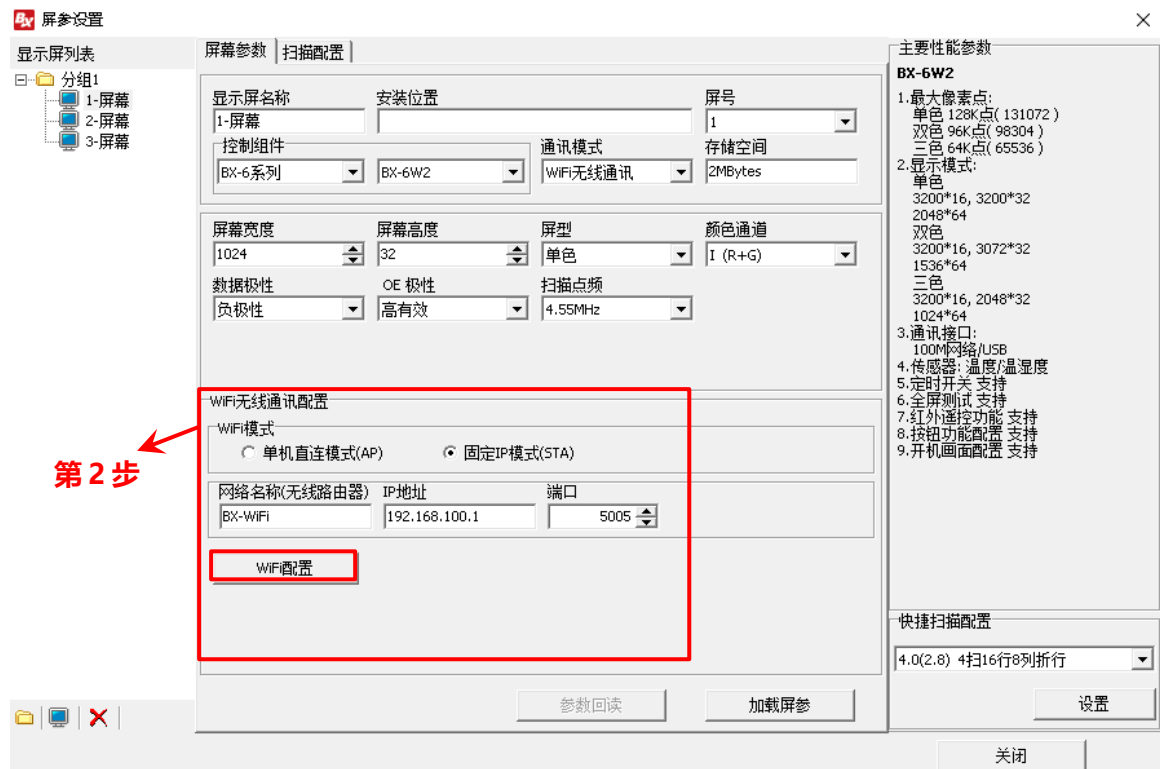 BX 屏参设置
显示屏列表
分组1
1-屏幕
2-屏幕
3-屏幕
屏幕参数 扫描配置
显示屏名称 安装位置 屏号
1-屏幕 1
控制组件 通讯模式 存储空间
BX-6系列 BX-6W2 WiFi无线通讯 2MBytes
屏幕宽度 屏幕高度 屏型 颜色通道
1024 32 单色 I (R+G)
数据极性 OE 极性 扫描点频
负极性 高有效 4.55MHz
WiFi无线通讯配置
WiFi模式
单机直连模式(AP) 固定IP模式(STA)
第2步
网络名称(无线路由器) IP地址 端口
BX-WiFi 192.168.100.1 5005
WiFi配置
参数回读 加载屏参
主要性能参数
BX-6W2
1.最大像素点:
单色 128K点( 131072 )
双色 96K点( 98304 )
三色 64K点( 65536 )
2.显示模式:
单色
3200*16, 3200*32
2048*64
双色
3200*16, 3072*32
1536*64
三色
3200*16, 2048*32
1024*64
3.通讯接口:
100M网络/USB
4.传感器: 温度/温湿度
5.定时开关 支持
6.全屏测试 支持
7.红外遥控功能 支持
8.按钮功能配置 支持
9.开机画面配置 支持
快捷扫描配置
4.0(2.8) 4扫16行8列折行
设置
关闭